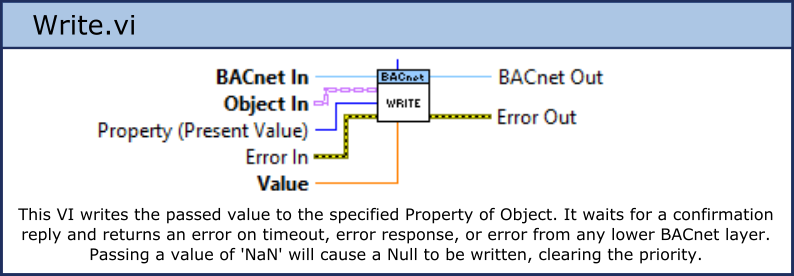 Write.vi
BACnet In
BACnet
BACnet Out
Object In
WRITE
Property (Present Value)
Error Out
Error In
Value
This VI writes the passed value to the specified Property of Object. It waits for a confirmation
reply and returns an error on timeout, error response, or error from any lower BACnet layer.
Passing a value of 'NaN' will cause a Null to be written, clearing the priority.